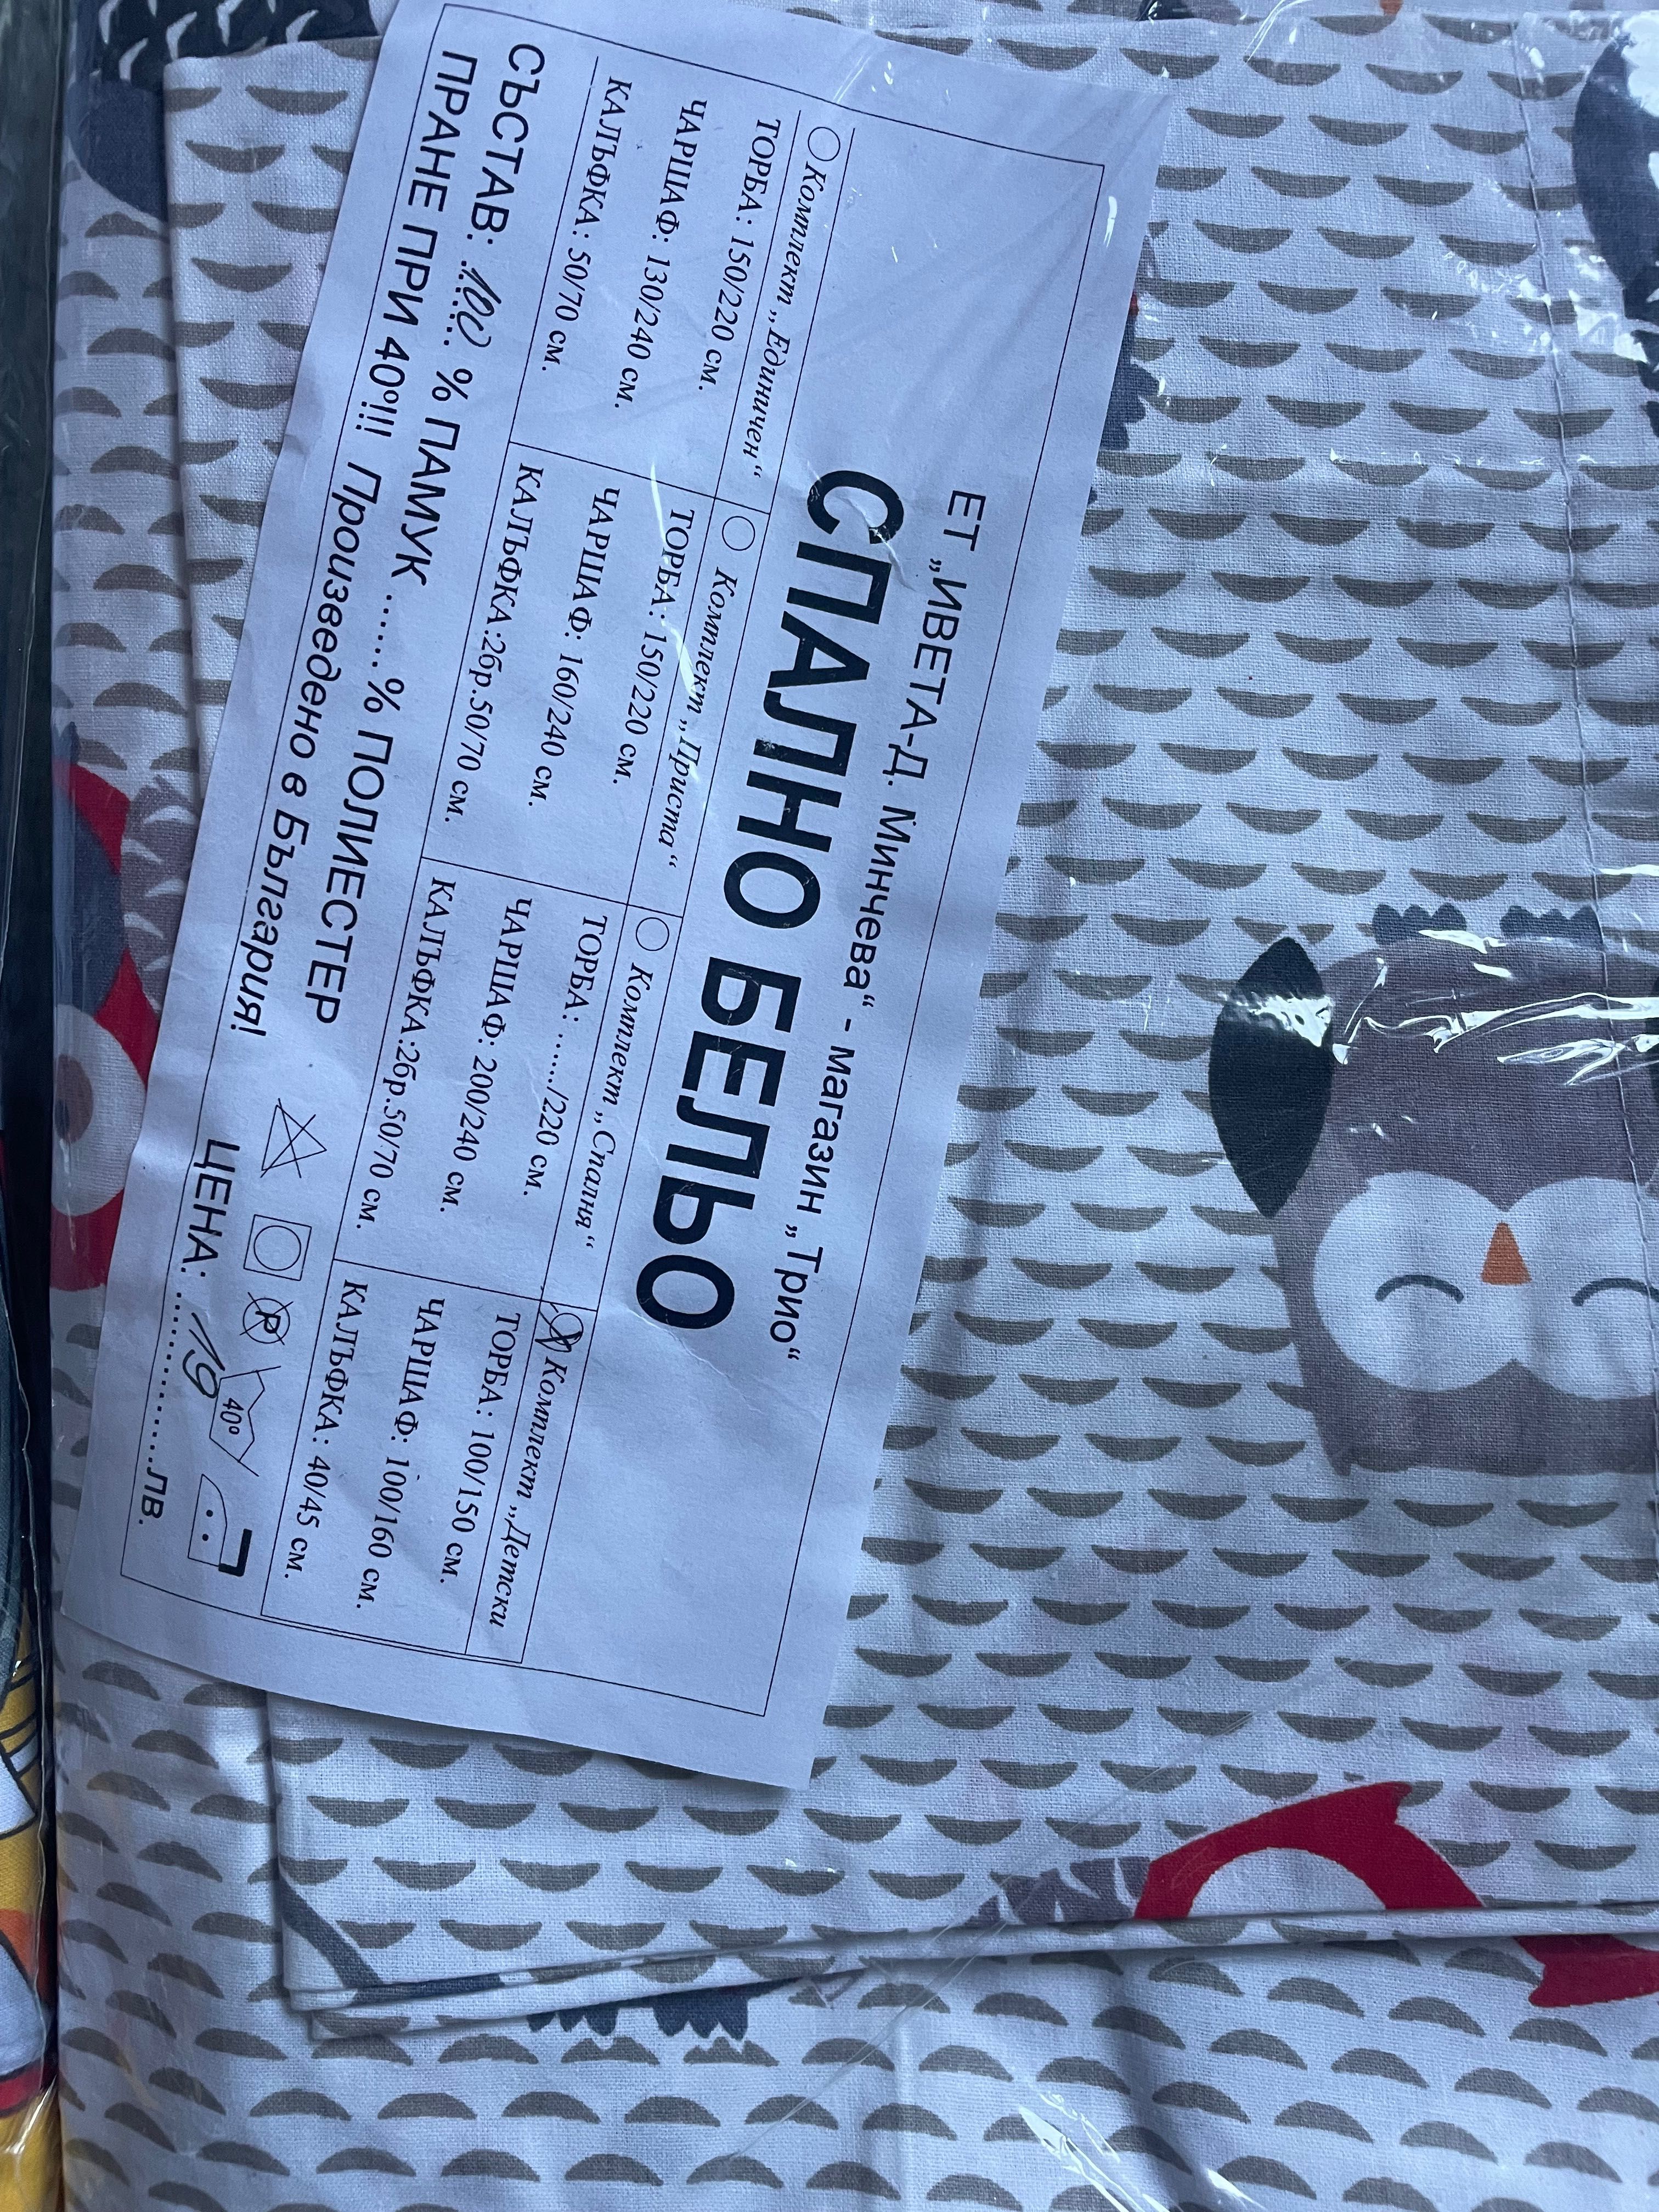 ЕТ „ИВЕТА-Д. Минчева“ - магазин „Трио“
СПАЛНО БЕЛЬО
Комплект „Единичен“
ТОРБА: 150/220 см.
ЧАРШАФ: 130/240 см.
КАЛЪФКА: 50/70 см.
Комплект „Приста“
ТОРБА: 150/220 см.
ЧАРШАФ: 160/240 см.
КАЛЪФКА:2бр.50/70 см.
Комплект „Спалня“
ТОРБА: ....../220 см.
ЧАРШАФ: 200/240 см.
КАЛЪФКА:2бр.50/70 см.
Комплект „Детски
ТОРБА: 100/150 см.
ЧАРШАФ: 100/160 см.
КАЛЪФКА: 40/45 см.
СЪСТАВ: 100 % ПАМУК ...... % ПОЛИЕСТЕР
ПРАНЕ ПРИ 40º!!! Произведено в България!
P 40º
ЦЕНА: 19 лв.